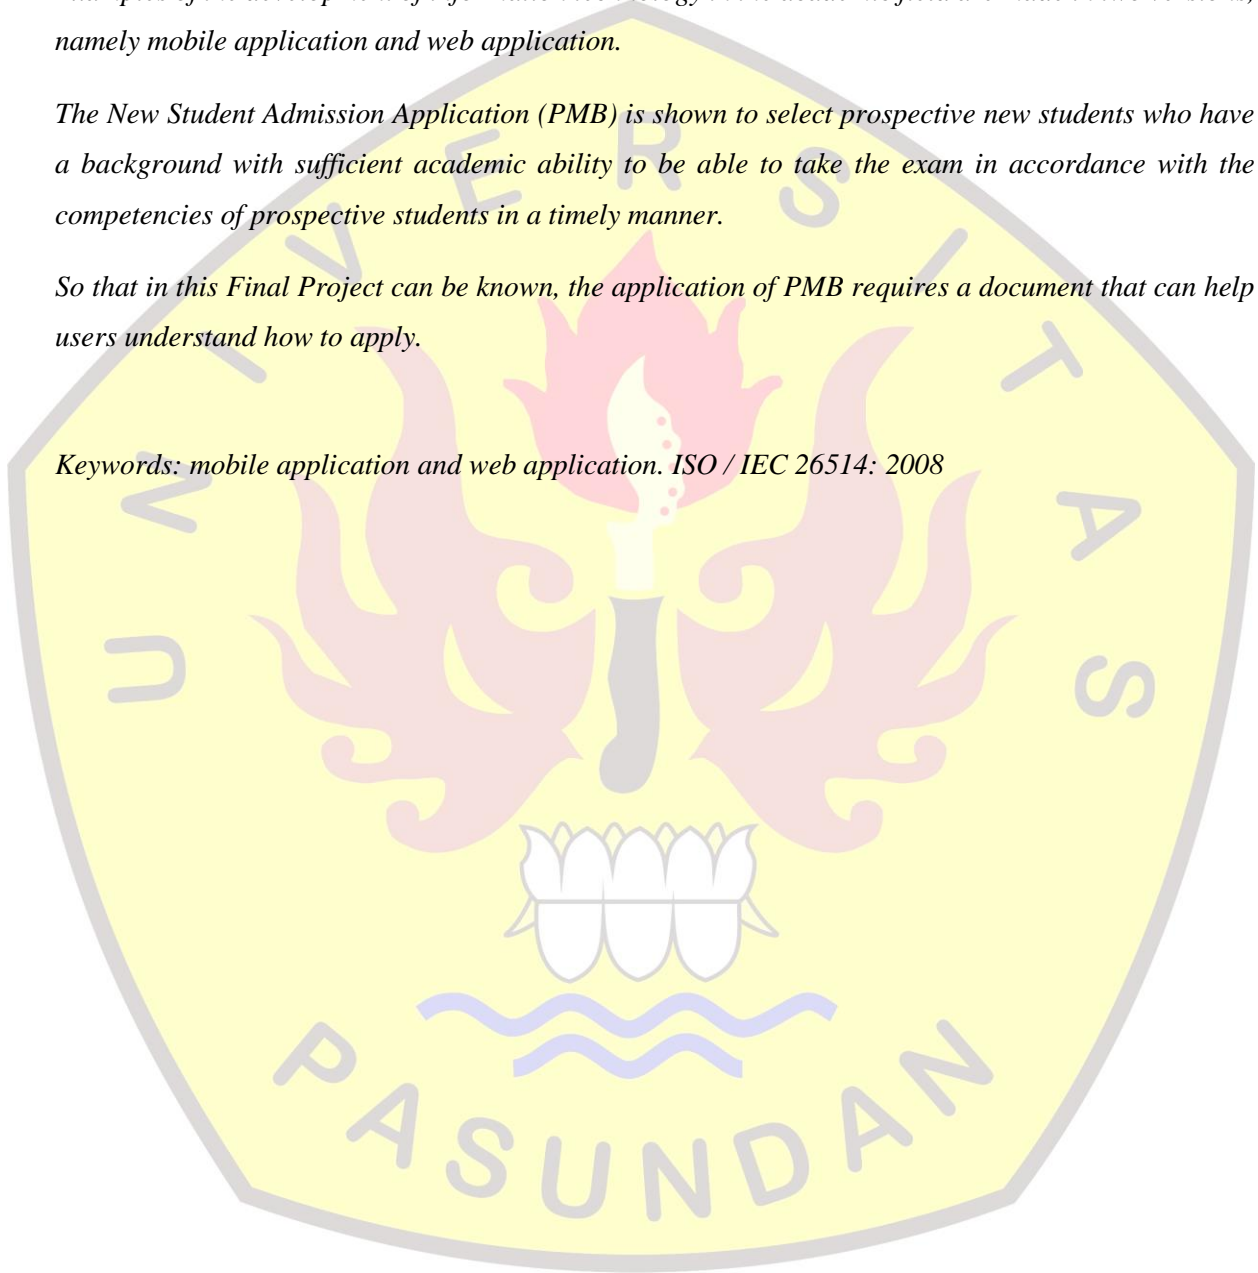 namely mobile application and web application.
The New Student Admission Application (PMB) is shown to select prospective new students who have
a background with sufficient academic ability to be able to take the exam in accordance with the
competencies of prospective students in a timely manner.
So that in this Final Project can be known, the application of PMB requires a document that can help
users understand how to apply.
Keywords: mobile application and web application. ISO / IEC 26514: 2008
UNIVERSITAS
PASUNDAN